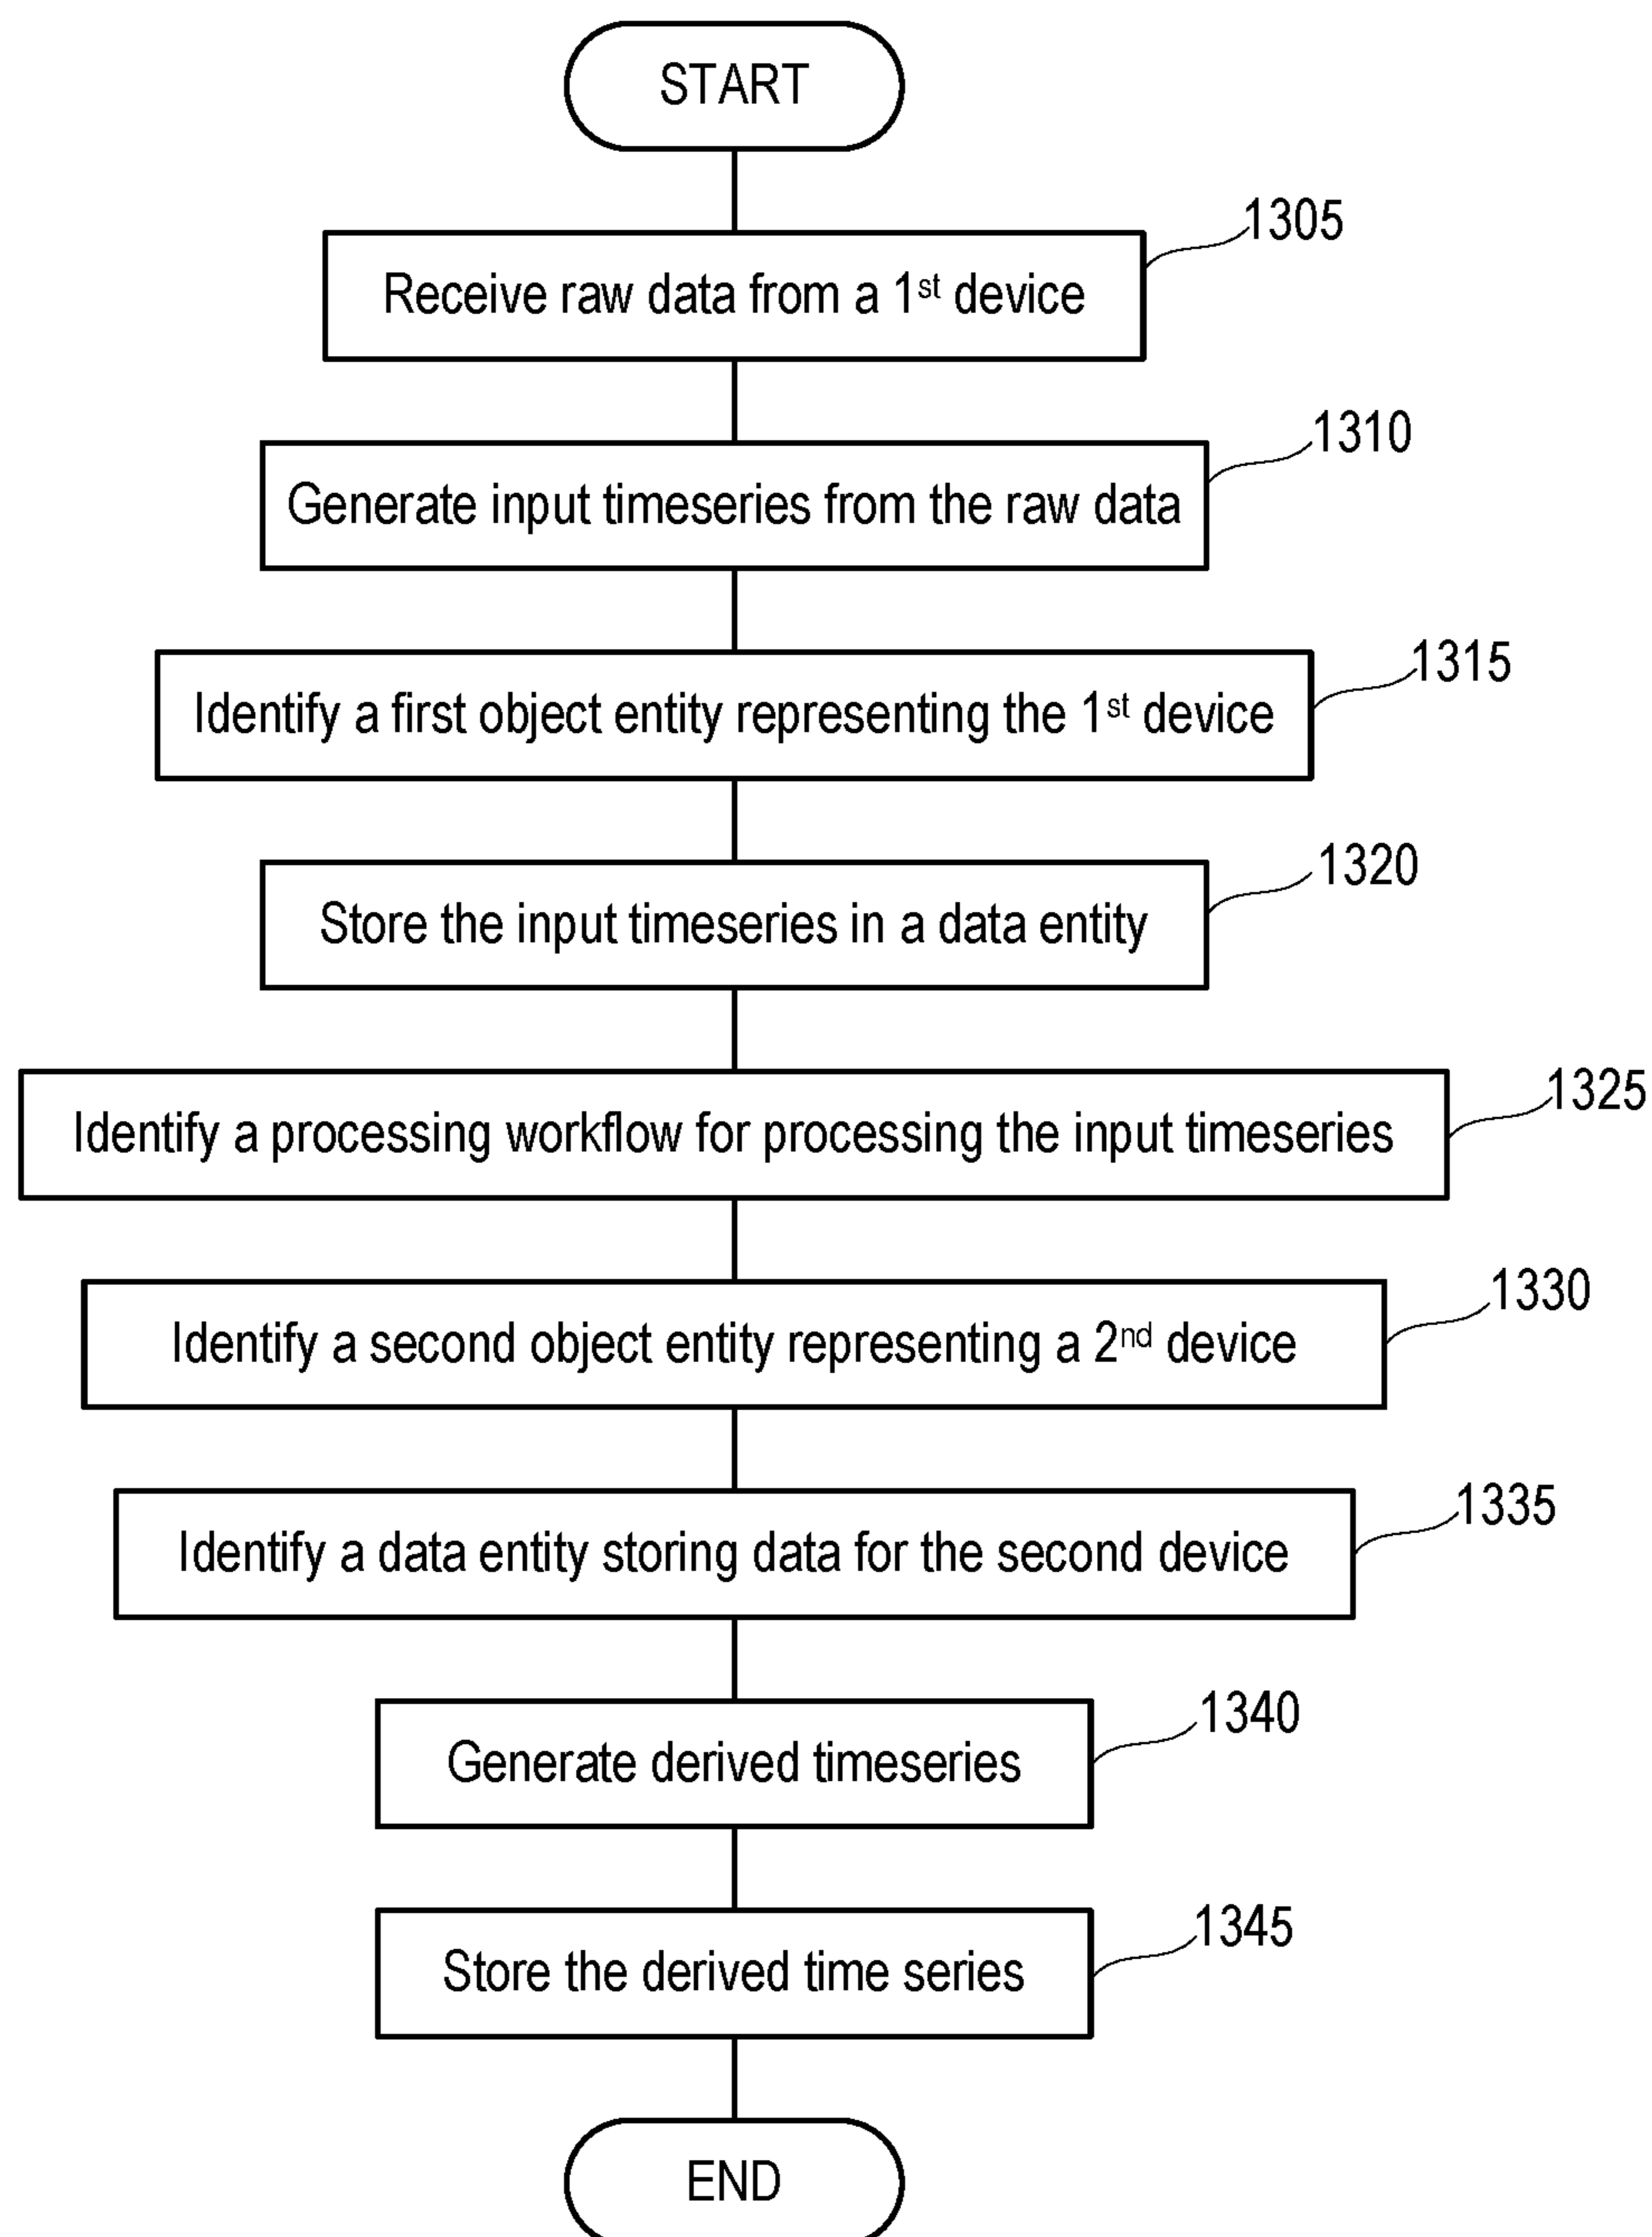 START
1305
Receive raw data from a 1st device
1310
Generate input timeseries from the raw data
1315
Identify a first object entity representing the 1st device
1320
Store the input timeseries in a data entity
1325
Identify a processing workflow for processing the input timeseries
1330
Identify a second object entity representing a 2nd device
1335
Identify a data entity storing data for the second device
1340
Generate derived timeseries
1345
Store the derived time series
END